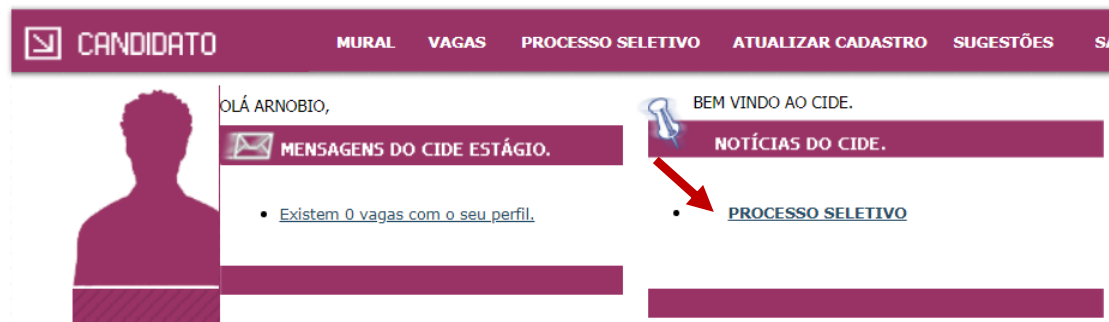 CANDIDATO MURAL VAGAS PROCESSO SELETIVO ATUALIZAR CADASTRO SUGESTÕES
OLÁ ARNOBIO,
MENSAGENS DO CIDE ESTÁGIO.
Existem 0 vagas com o seu perfil.
BEM VINDO AO CIDE.
NOTÍCIAS DO CIDE.
PROCESSO SELETIVO